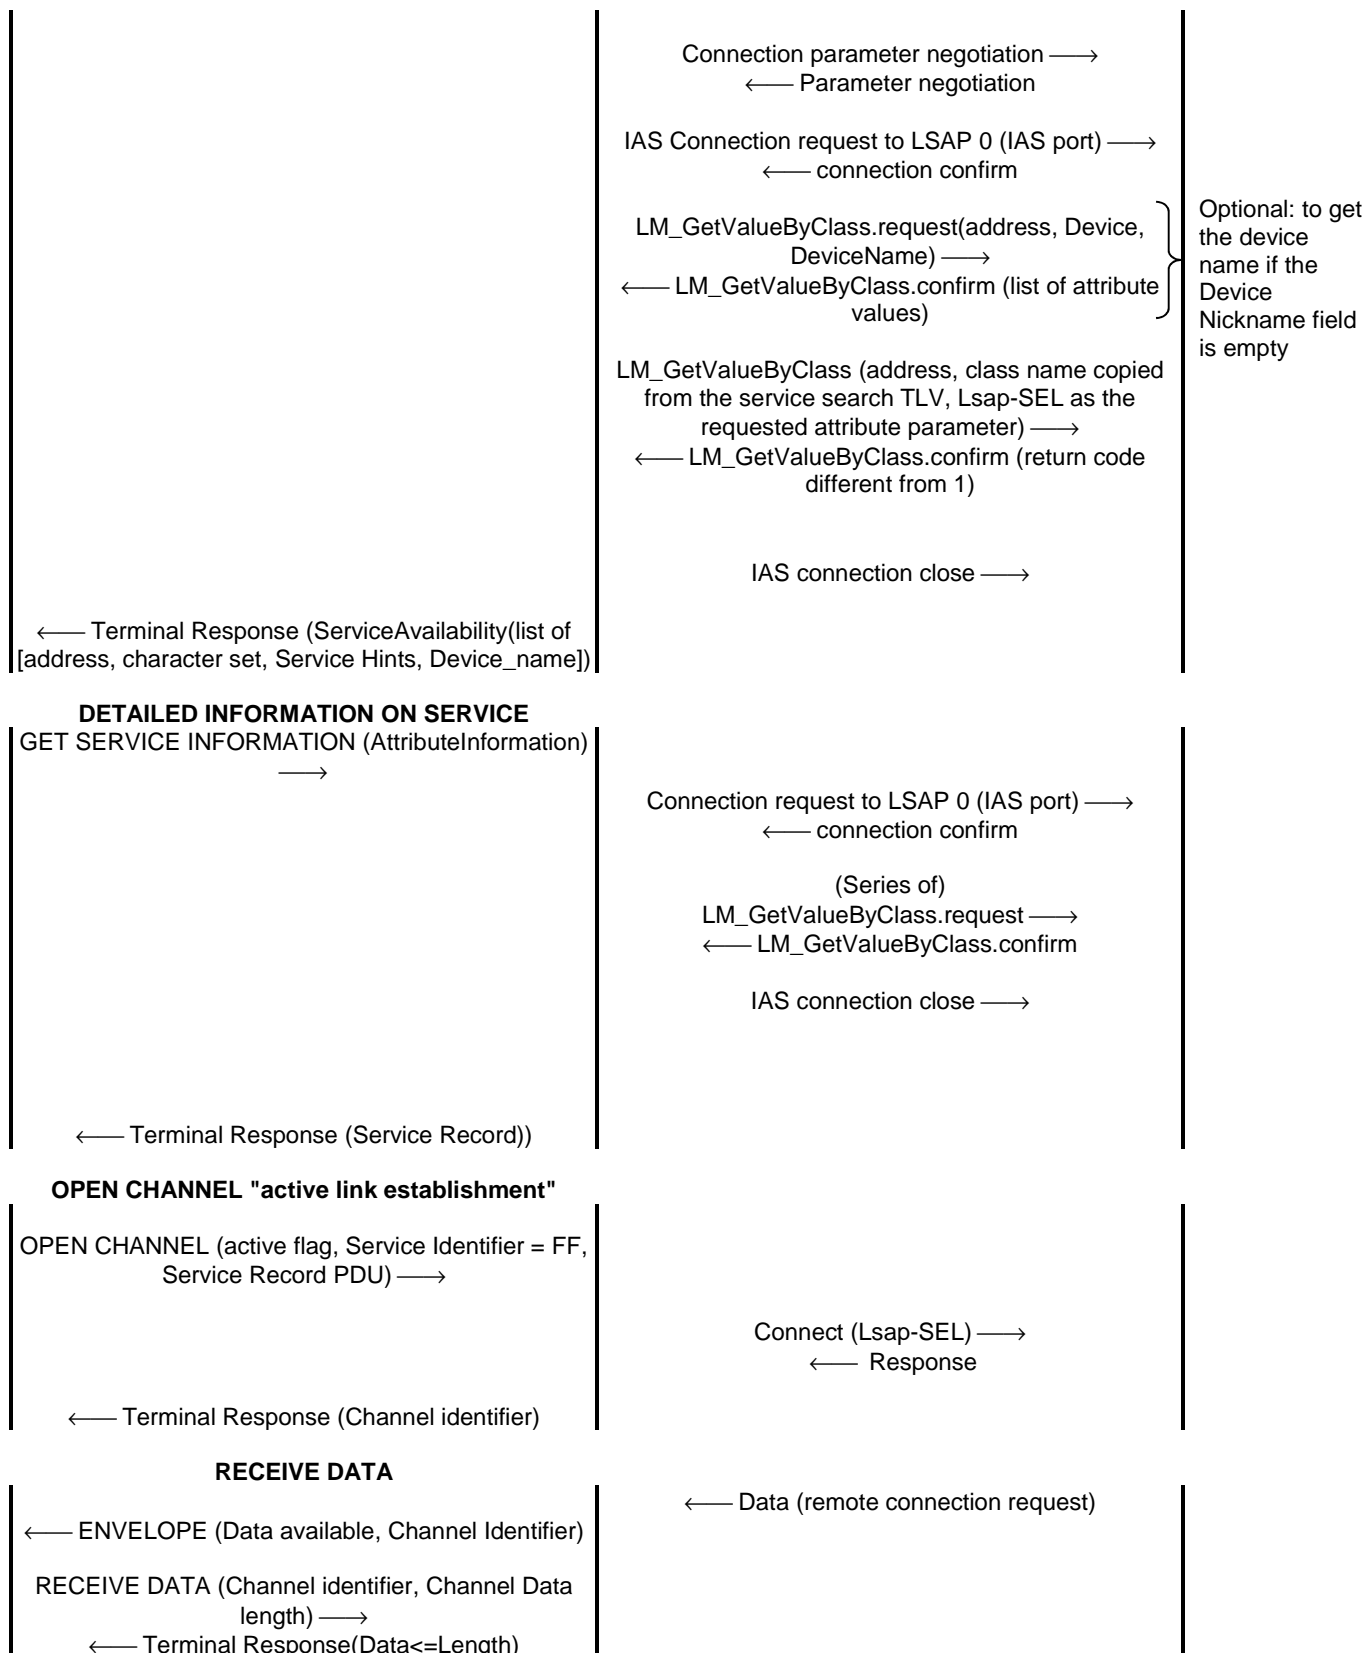 Connection parameter negotiation ⟶
⟵ Parameter negotiation
IAS Connection request to LSAP 0 (IAS port) ⟶
⟵ connection confirm
LM_GetValueByClass.request(address, Device,
DeviceName) ⟶
⟵ LM_GetValueByClass.confirm (list of attribute
values)
Optional: to get
the device
name if the
Device
Nickname field
is empty
LM_GetValueByClass (address, class name copied
from the service search TLV, Lsap-SEL as the
requested attribute parameter) ⟶
⟵ LM_GetValueByClass.confirm (return code
different from 1)
IAS connection close ⟶
⟵ Terminal Response (ServiceAvailability(list of
[address, character set, Service Hints, Device_name])
DETAILED INFORMATION ON SERVICE
GET SERVICE INFORMATION (AttributeInformation)
⟶
Connection request to LSAP 0 (IAS port) ⟶
⟵ connection confirm
(Series of)
LM_GetValueByClass.request ⟶
⟵ LM_GetValueByClass.confirm
IAS connection close ⟶
⟵ Terminal Response (Service Record))
OPEN CHANNEL "active link establishment"
OPEN CHANNEL (active flag, Service Identifier = FF,
Service Record PDU) ⟶
Connect (Lsap-SEL) ⟶
⟵ Response
⟵ Terminal Response (Channel identifier)
RECEIVE DATA
⟵ Data (remote connection request)
⟵ ENVELOPE (Data available, Channel Identifier)
RECEIVE DATA (Channel identifier, Channel Data
length) ⟶
⟵ Terminal Response(Data<=Length)